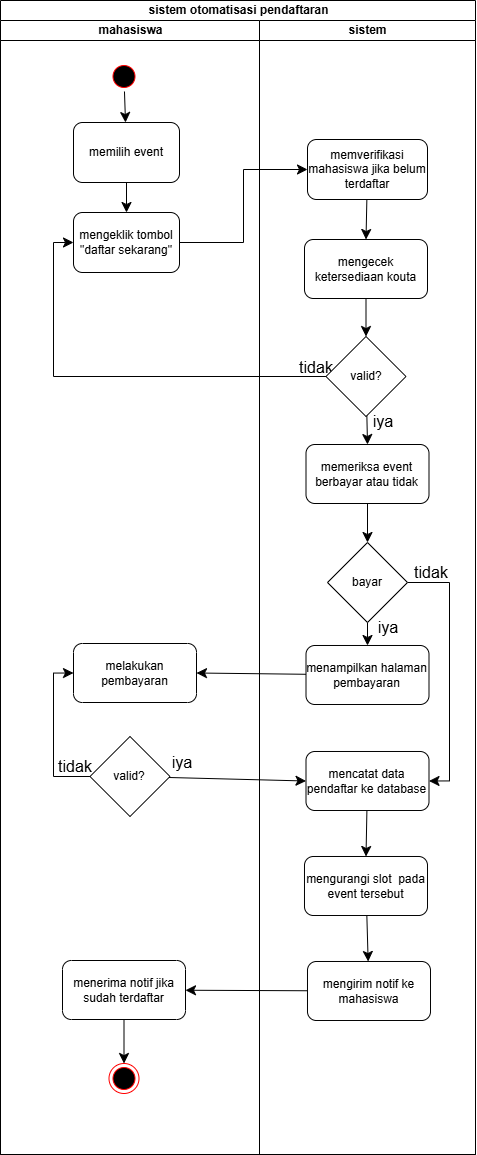 sistem otomatisasi pendaftaran
mahasiswa
sistem
memilih event
memverifikasi
mahasiswa jika belum
terdaftar
mengeklik tombol
"daftar sekarang"
mengecek
ketersediaan kouta
tidak
valid?
iya
memeriksa event
berbayar atau tidak
bayar
tidak
iya
melakukan
pembayaran
menampilkan halaman
pembayaran
tidak
valid?
iya
mencatat data
pendaftar ke database
mengurangi slot pada
event tersebut
menerima notif jika
sudah terdaftar
mengirim notif ke
mahasiswa